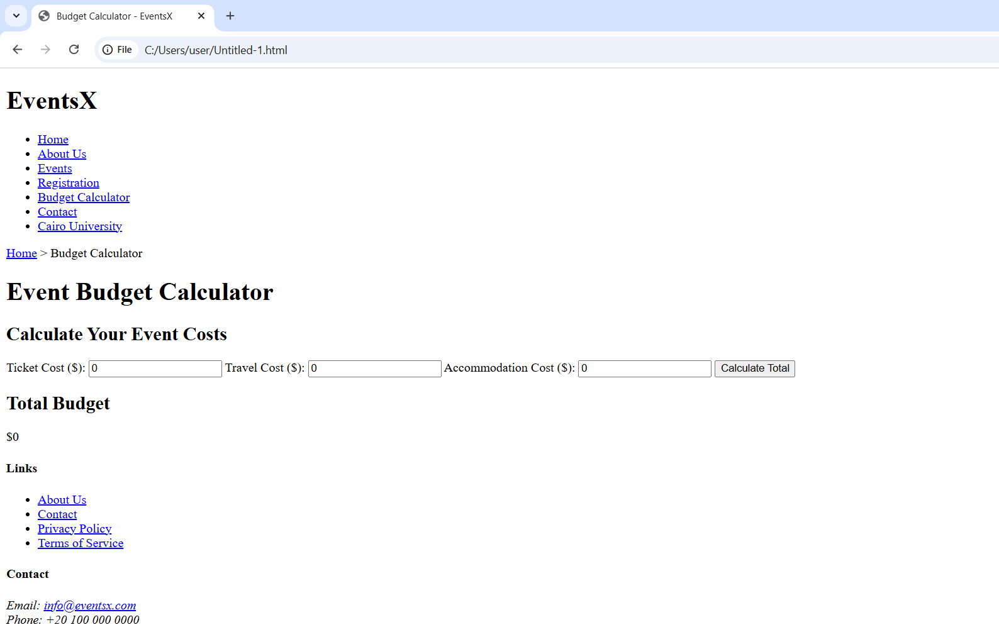 Budget Calculator - EventsX
File C:/Users/user/Untitled-1.html
EventsX
Home
About Us
Events
Registration
Budget Calculator
Contact
Cairo University
Home > Budget Calculator
Event Budget Calculator
Calculate Your Event Costs
Ticket Cost ($): 0 Travel Cost ($): 0 Accommodation Cost ($): 0 Calculate Total
Total Budget
$0
Links
About Us
Contact
Privacy Policy
Terms of Service
Contact
Email: info@eventsx.com
Phone: +20 100 000 0000